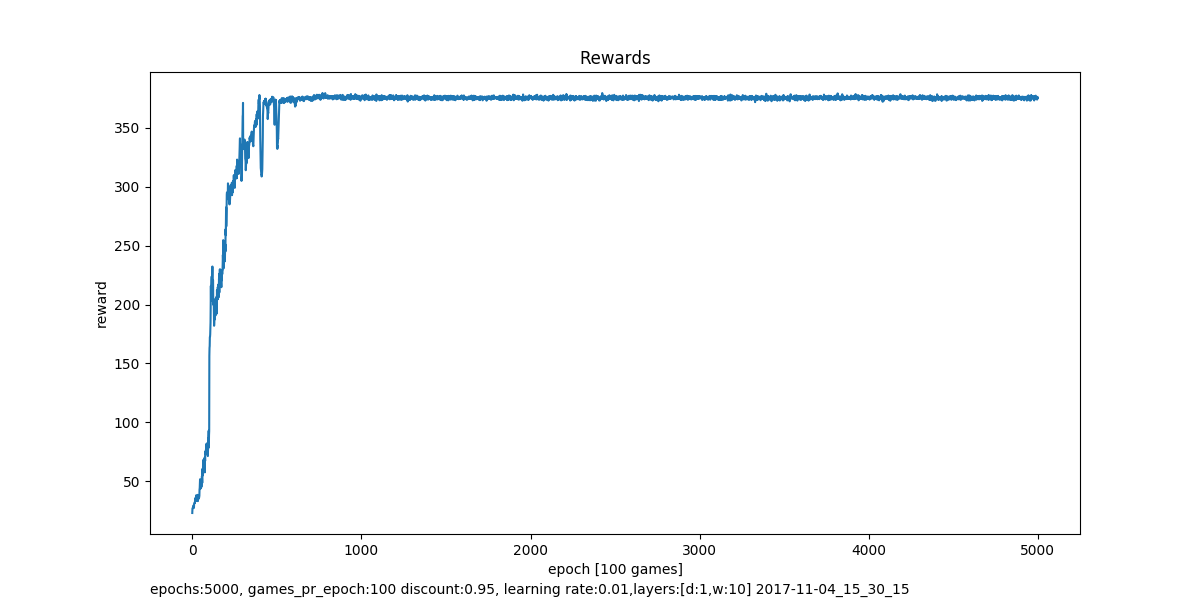 Rewards
350
300
250
200
150
100
50
reward
0 1000 2000 3000 4000 5000
epoch [100 games]
epochs:5000, games_pr_epoch:100 discount:0.95, learning rate:0.01,layers:[d:1,w:10] 2017-11-04_15_30_15